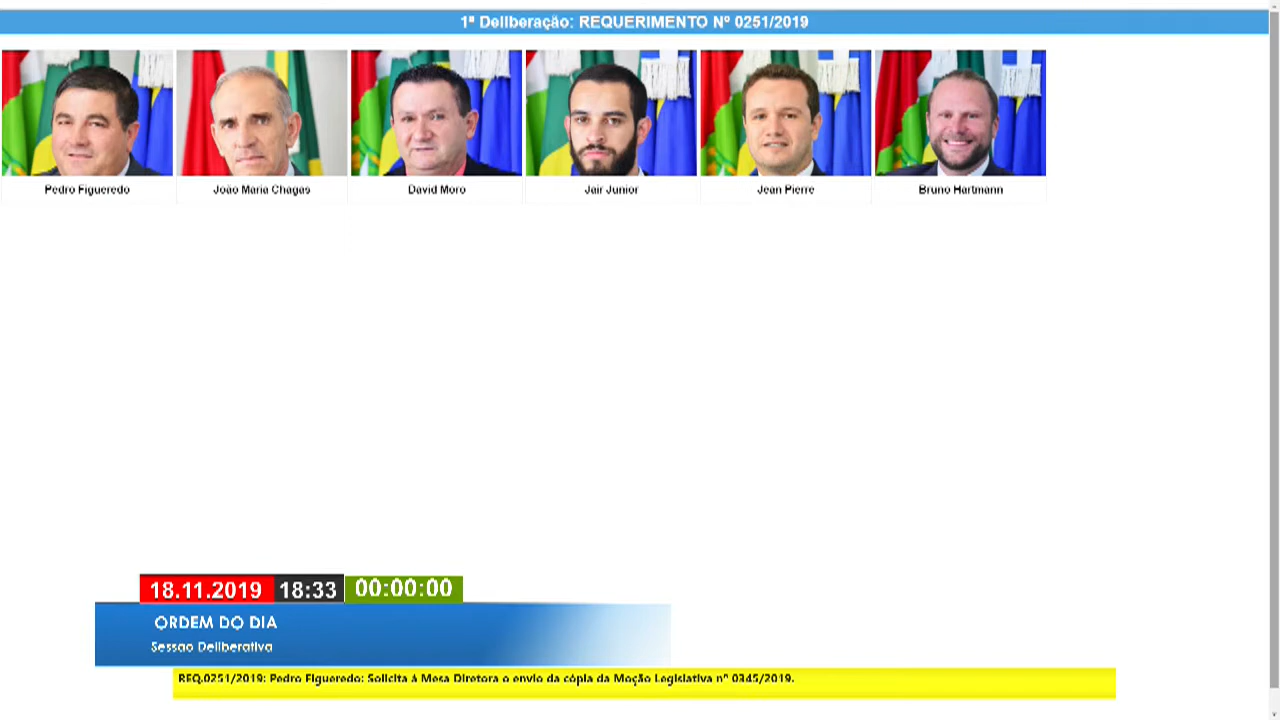 1ª Deliberação: REQUERIMENTO Nº 0251/2019
Pedro Figueredo
João Maria Chagas
David Moro
Jair Junior
Jean Pierre
Bruno Hartmann
18.11.2019 18:33 00:00:00
ORDEM DO DIA
Sessao Deliberativa
REQ.0251/2019: Pedro Figueredo: Solicita á Mesa Diretora o envio da cópia da Moção Legislativa nº 0345/2019.